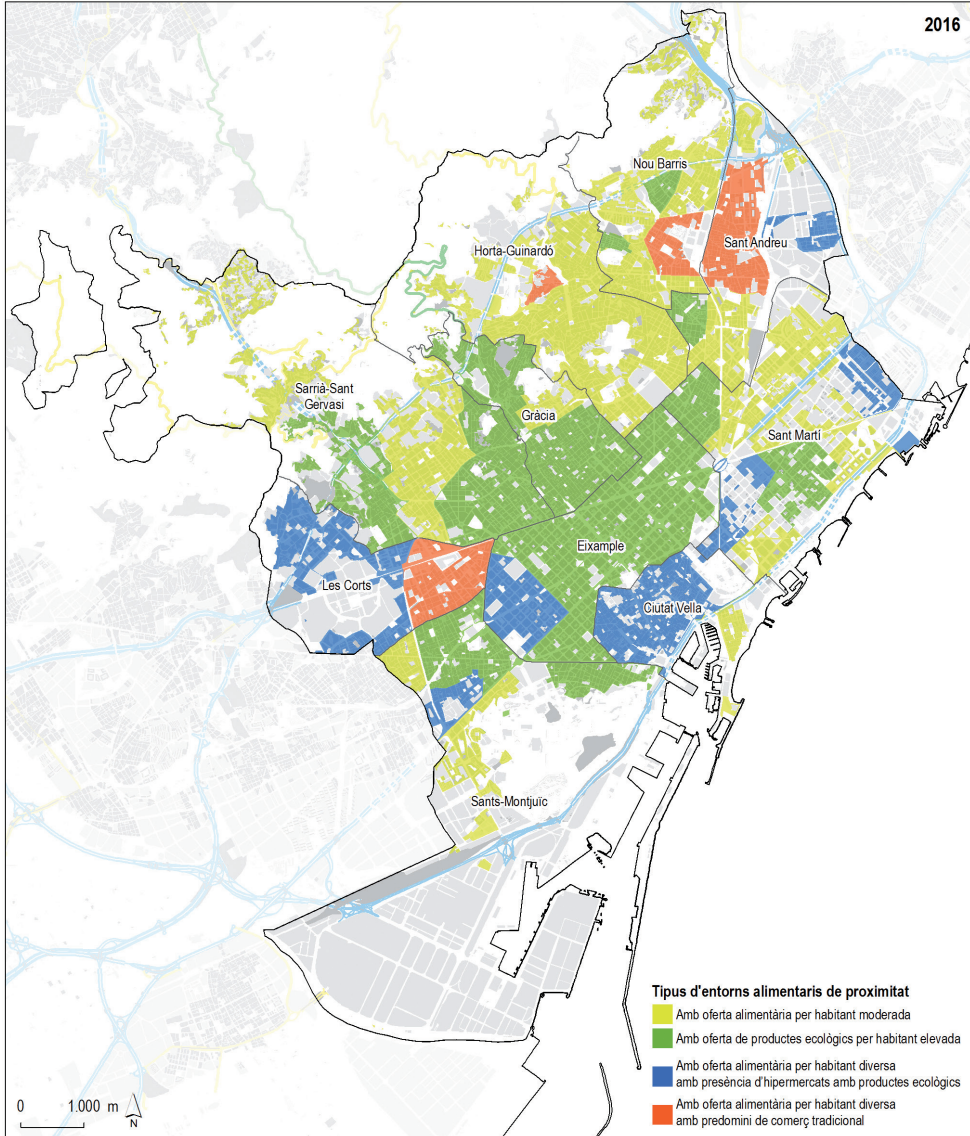 2016
Nou Barris
Sant Andreu
Horta-Guinardó
Sarrià-Sant
Gervasi
Gràcia
Sant Martí
Eixample
Les Corts
Ciutat Vella
Sants-Montjuïc
Tipus d'entorns alimentaris de proximitat
Amb oferta alimentària per habitant moderada
Amb oferta de productes ecològics per habitant elevada
Amb oferta alimentària per habitant diversa
amb presència d'hipermercats amb productes ecològics
Amb oferta alimentària per habitant diversa
amb predomini de comerç tradicional
0 1.000 m
N